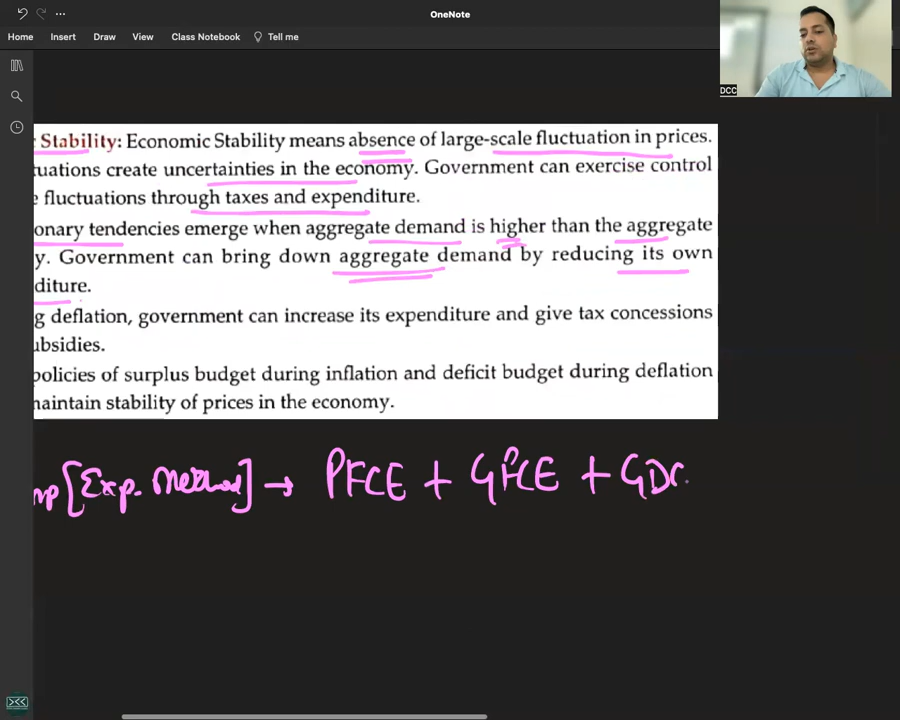 OneNote
Home Insert Draw View Class Notebook Tell me
DCC
Stability: Economic Stability means absence of large-scale fluctuation in prices.
tuations create uncertainties in the economy. Government can exercise control
e fluctuations through taxes and expenditure.
onary tendencies emerge when aggregate demand is higher than the aggregate
y. Government can bring down aggregate demand by reducing its own
diture.
g deflation, government can increase its expenditure and give tax concessions
ubsidies.
policies of surplus budget during inflation and deficit budget during deflation
naintain stability of prices in the economy.
mp[Exp. Method] → PFCE + GFCE + GDC